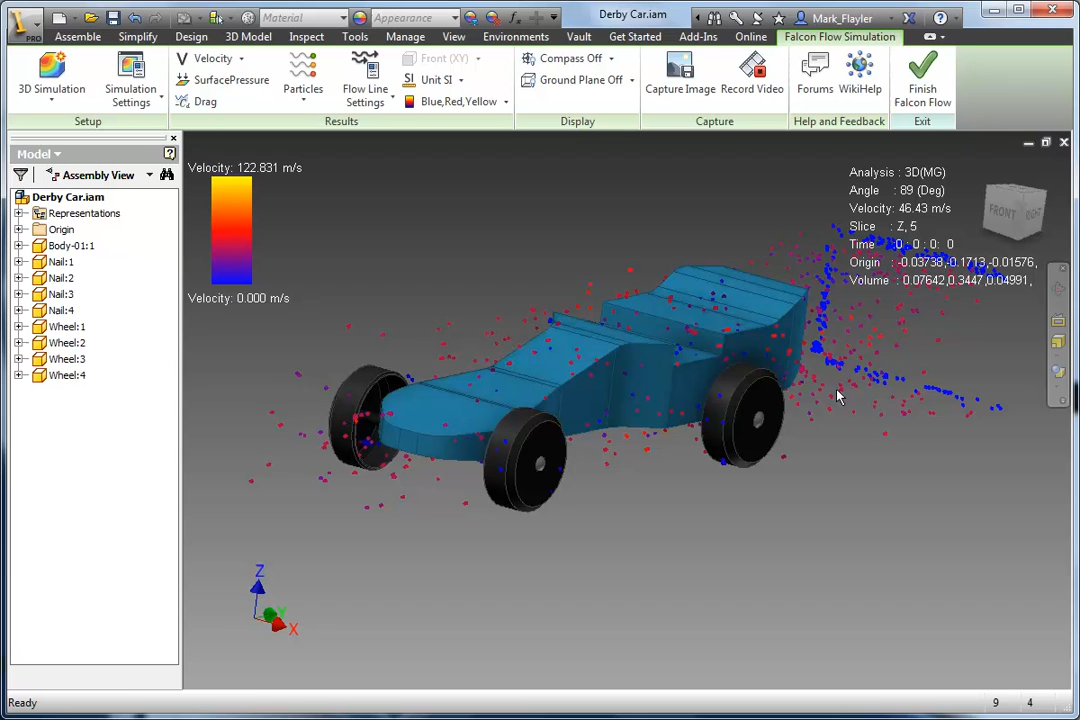 PRO
Material
Appearance
Derby Car.iam
Mark_Flayler
Assemble Simplify Design 3D Model Inspect Tools Manage View Environments Vault Get Started Add-Ins Online Falcon Flow Simulation
3D Simulation
Simulation Settings
Setup
Velocity
SurfacePressure
Drag
Particles
Flow Line Settings
Front (XY)
SI Unit SI
Blue,Red,Yellow
Results
Compass Off
Ground Plane Off
Display
Capture Image
Record Video
Capture
Forums
WikiHelp
Help and Feedback
Finish Falcon Flow
Exit
Model
Assembly View
Derby Car.iam
Representations
Origin
Body-01:1
Nail:1
Nail:2
Nail:3
Nail:4
Wheel:1
Wheel:2
Wheel:3
Wheel:4
Velocity: 122.831 m/s
Velocity: 0.000 m/s
Analysis : 3D(MG)
Angle : 89 (Deg)
Velocity: 46.43 m/s
Slice : Z, 5
Time : 0 : 0 : 0: 0
Origin : -0.03738,-0.1713,-0.01576,
Volume : 0.07642,0.3447,0.04991,
FRONT
RIGHT
Z
Y
X
Ready
9 4